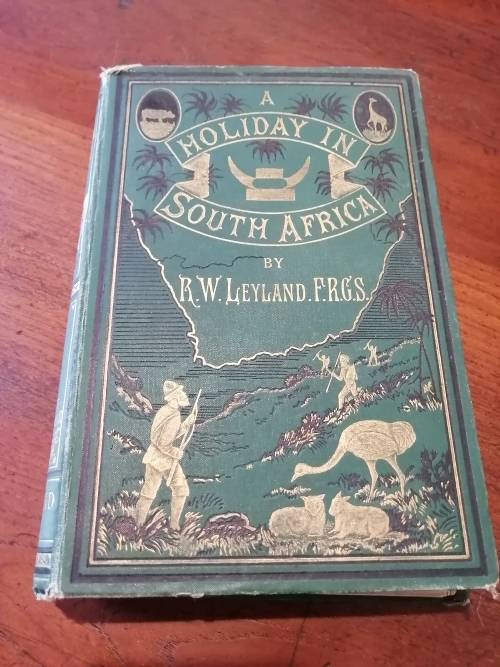 A
HOLIDAY IN
SOUTH AFRICA
BY
R.W. LEYLAND. F.R.G.S.